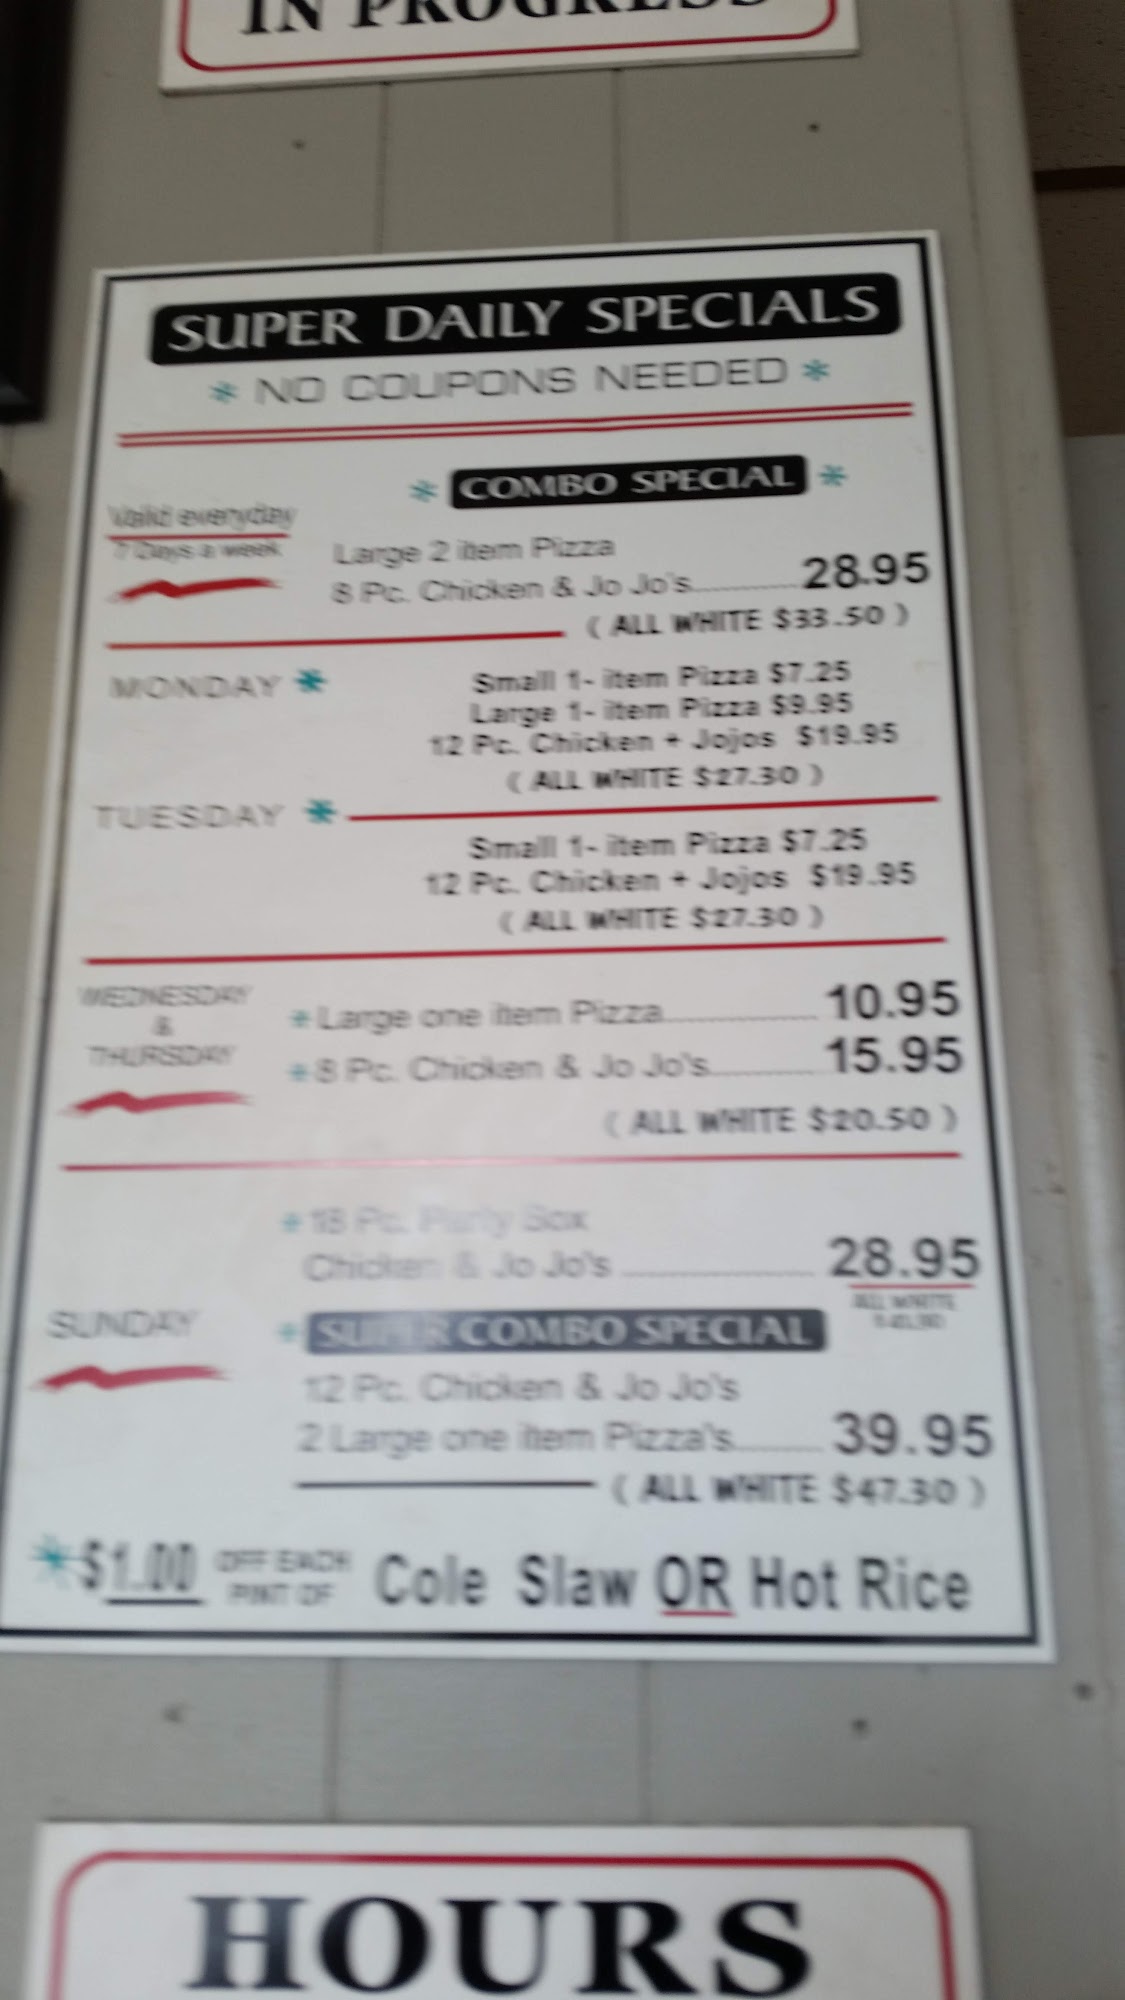 IN PROGRESS
SUPER DAILY SPECIALS
* NO COUPONS NEEDED *
* COMBO SPECIAL *
Valid everyday
7 Days a week
Large 2 item Pizza
8 Pc. Chicken & Jo Jo's 28.95
( ALL WHITE $33.50 )
MONDAY *
Small 1- item Pizza $7.25
Large 1- item Pizza $9.95
12 Pc. Chicken + Jojos $19.95
( ALL WHITE $27.30 )
TUESDAY *
Small 1- item Pizza $7.25
12 Pc. Chicken + Jojos $19.95
( ALL WHITE $27.30 )
WEDNESDAY
&
THURSDAY
* Large one item Pizza 10.95
* 8 Pc. Chicken & Jo Jo's 15.95
( ALL WHITE $20.50 )
SUNDAY
* 18 Pc. Party Box
Chicken & Jo Jo's 28.95
ALL WHITE
* SUPER COMBO SPECIAL
12 Pc. Chicken & Jo Jo's
2 Large one item Pizza's 39.95
( ALL WHITE $47.30 )
* $1.00 OFF EACH PINT OF Cole Slaw OR Hot Rice
HOURS